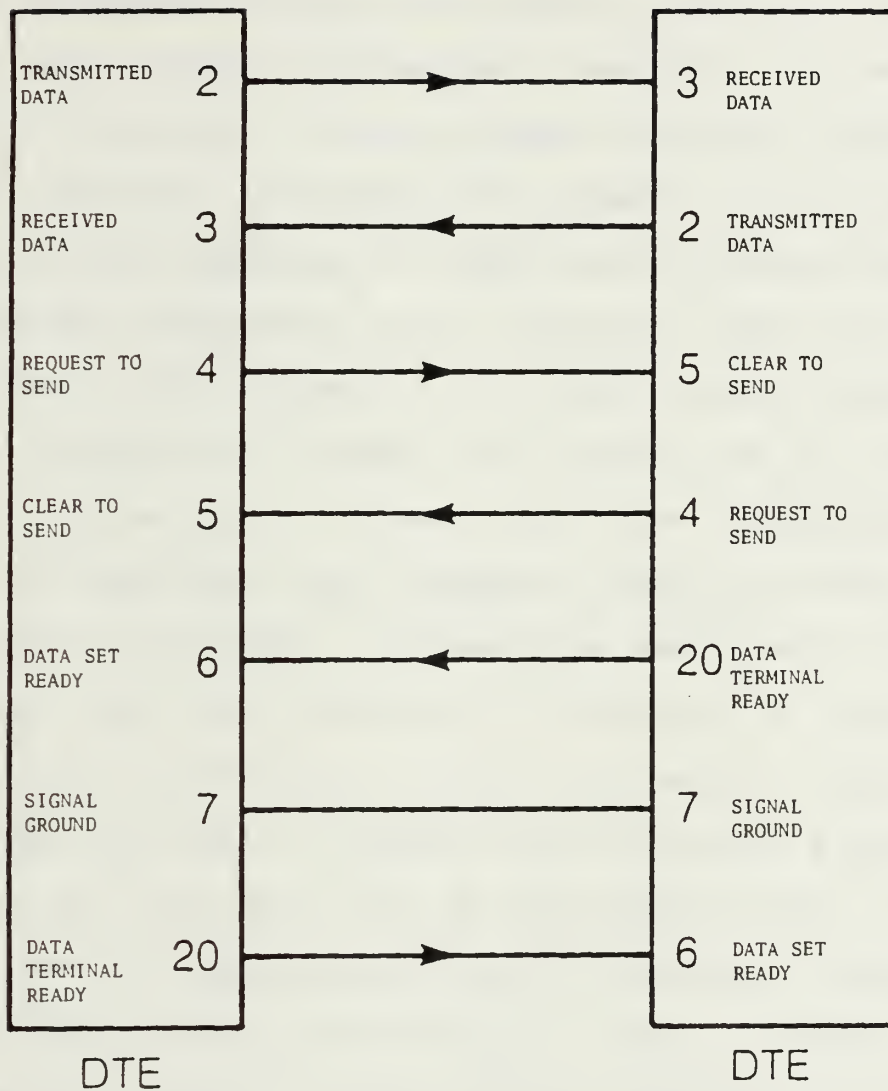 TRANSMITTED
DATA
2
3
RECEIVED
DATA
RECEIVED
DATA
3
2
TRANSMITTED
DATA
REQUEST TO
SEND
4
5
CLEAR TO
SEND
CLEAR TO
SEND
5
4
REQUEST TO
SEND
DATA SET
READY
6
20
DATA
TERMINAL
READY
SIGNAL
GROUND
7
7
SIGNAL
GROUND
DATA
TERMINAL
READY
20
6
DATA SET
READY
DTE
DTE